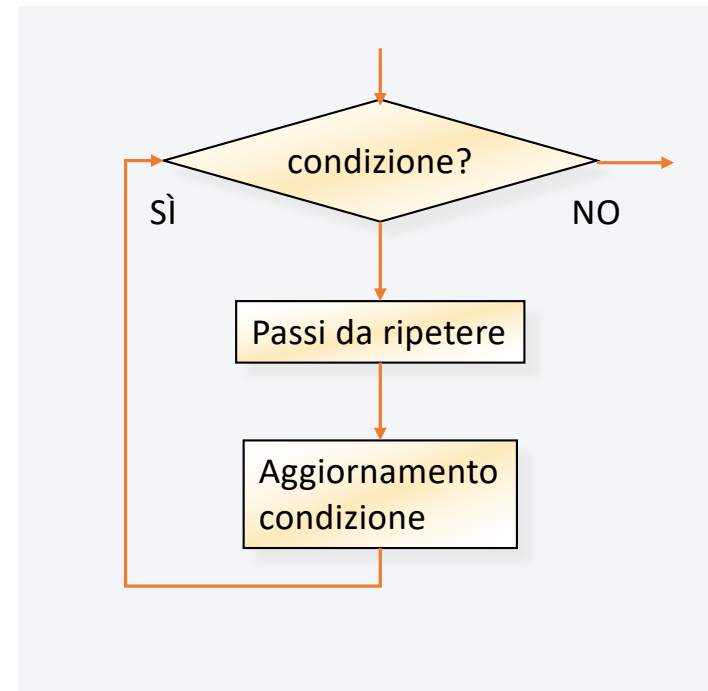 condizione?
SÌ
NO
Passi da ripetere
Aggiornamento
condizione